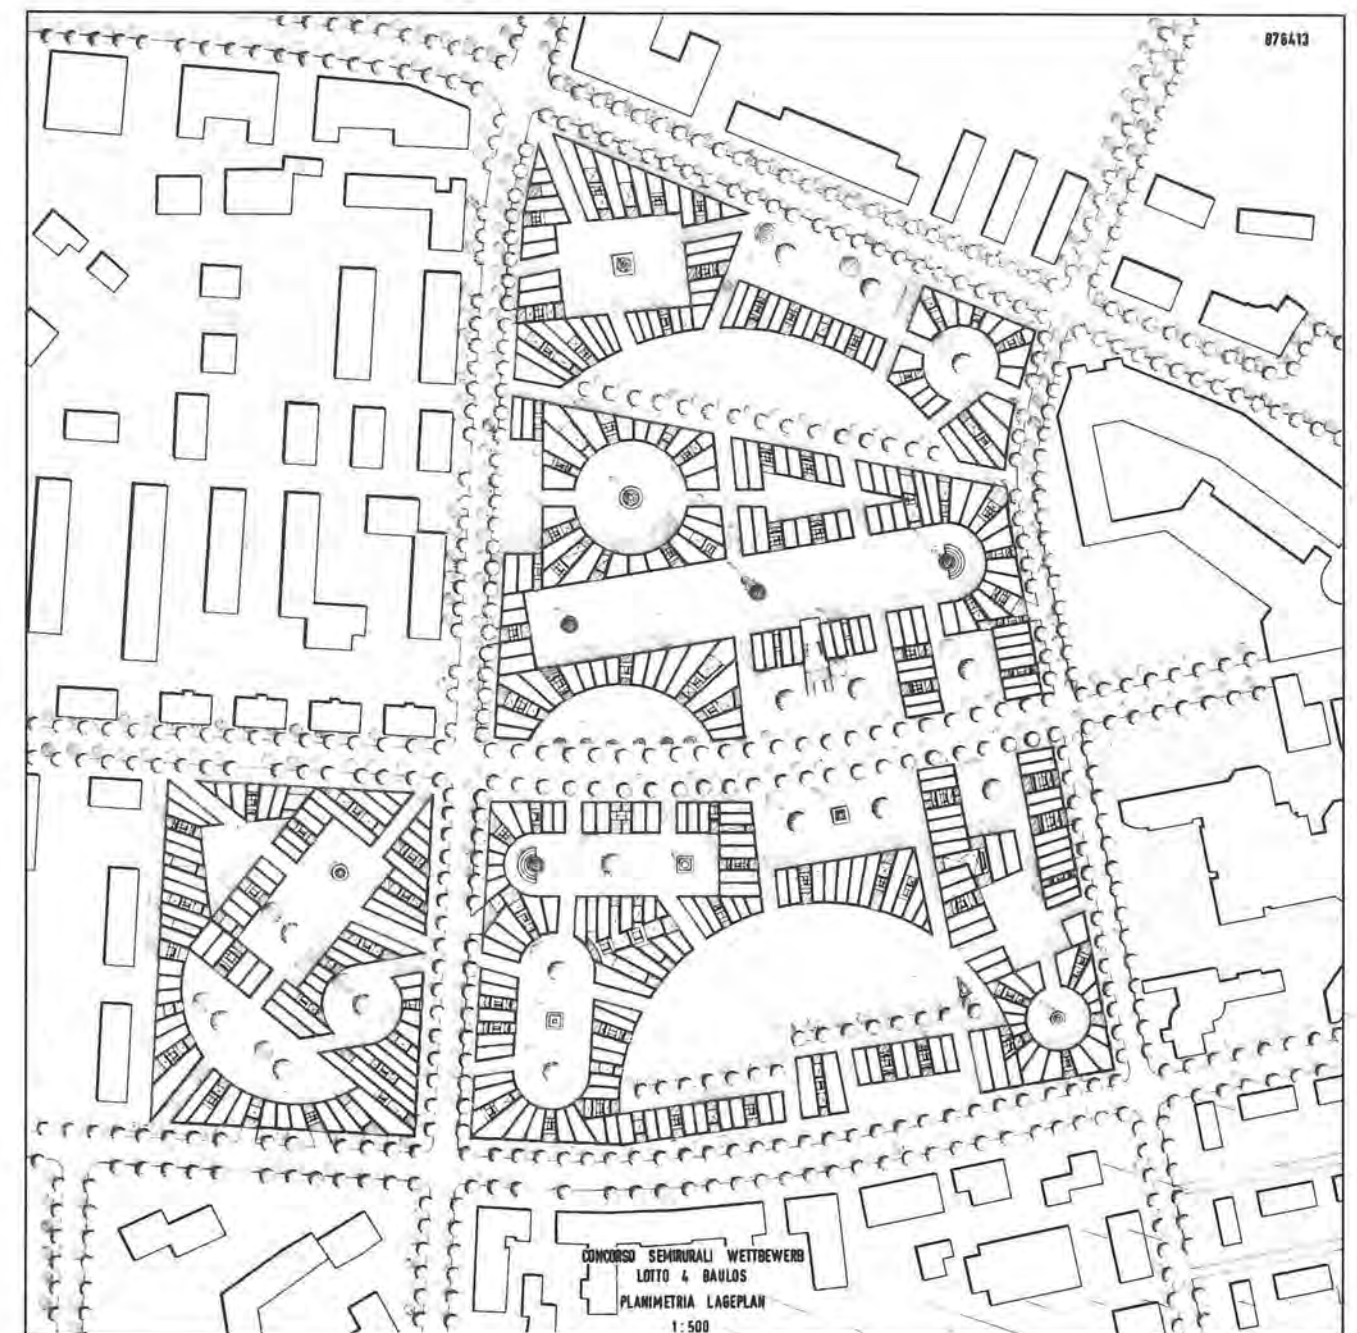 876413
CONCORSO SEMIRURALI WETTBEWERB
LOTTO 4 BAULOS
PLANIMETRIA LAGEPLAN
1:500